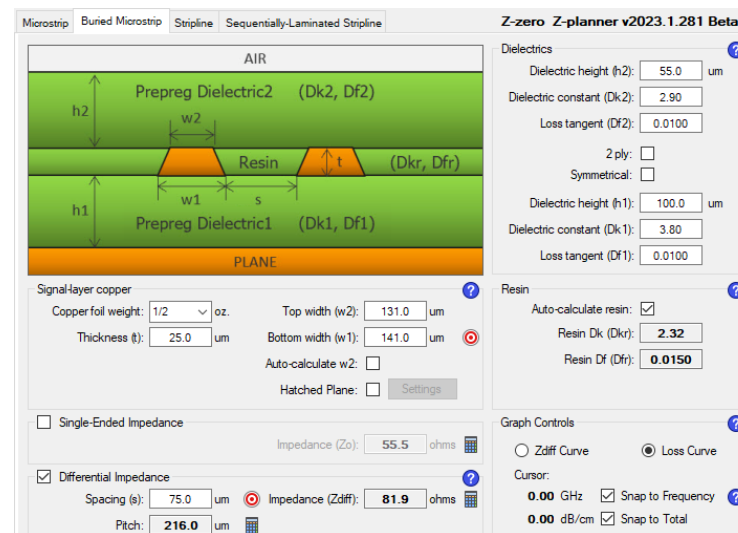 Microstrip Buried Microstrip Stripline Sequentially-Laminated Stripline
Z-zero Z-planner v2023.1.281 Beta
AIR
Prepreg Dielectric2 (Dk2, Df2)
h2
w2
Resin
t
(Dkr, Dfr)
w1
s
h1
Prepreg Dielectric1 (Dk1, Df1)
PLANE
Dielectrics
?
Dielectric height (h2): 55.0 um
Dielectric constant (Dk2): 2.90
Loss tangent (Df2): 0.0100
2 ply:
Symmetrical:
Dielectric height (h1): 100.0 um
Dielectric constant (Dk1): 3.80
Loss tangent (Df1): 0.0100
Signal-layer copper
?
Copper foil weight: 1/2 oz. Top width (w2): 131.0 um
Thickness (t): 25.0 um Bottom width (w1): 141.0 um
Auto-calculate w2:
Hatched Plane: Settings
Resin
?
Auto-calculate resin:
Resin Dk (Dkr): 2.32
Resin Df (Dfr): 0.0150
Single-Ended Impedance
Impedance (Zo): 55.5 ohms
Differential Impedance
?
Spacing (s): 75.0 um Impedance (Zdiff): 81.9 ohms
Pitch: 216.0 um
Graph Controls
?
Zdiff Curve Loss Curve
Cursor:
0.00 GHz Snap to Frequency ?
0.00 dB/cm Snap to Total